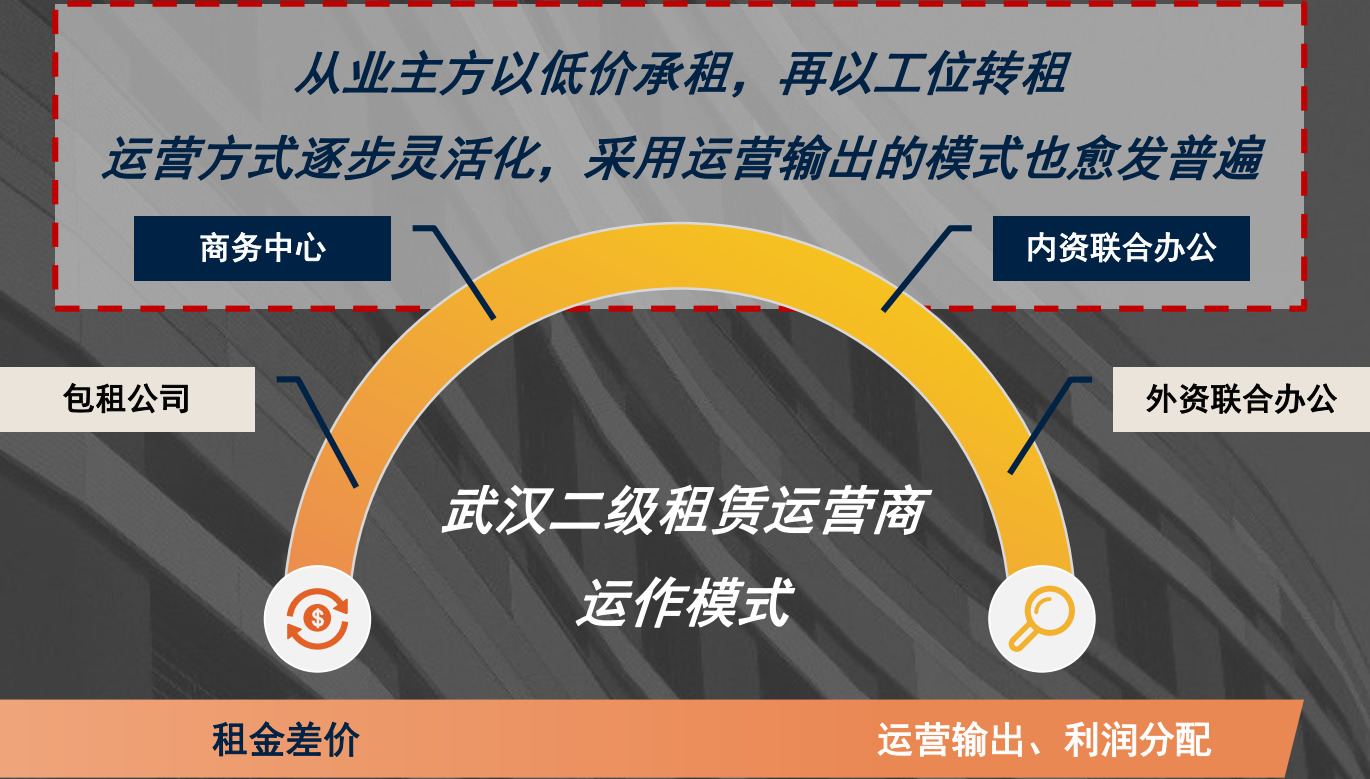 从业主方以低价承租，再以工位转租
运营方式逐步灵活化，采用运营输出的模式也愈发普遍
商务中心
内资联合办公
包租公司
外资联合办公
武汉二级租赁运营商
运作模式
$
租金差价
运营输出、利润分配